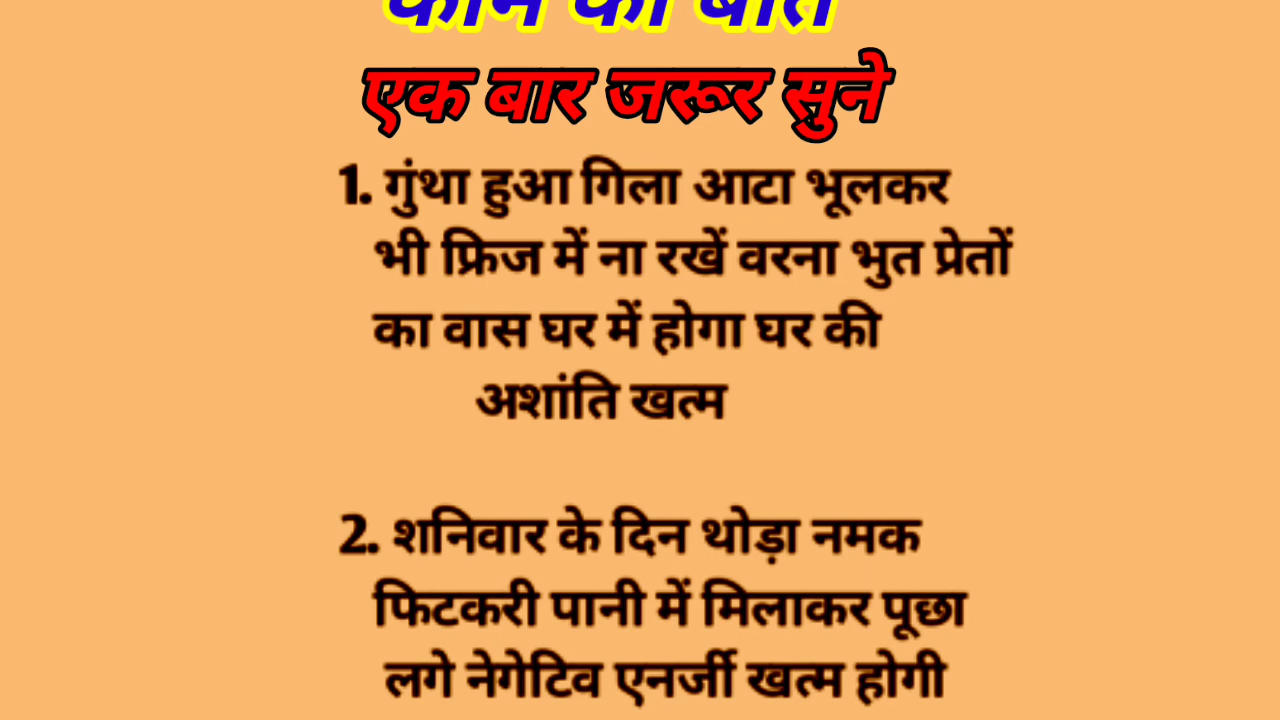 काम की बात
एक बार जरूर सुने
1. गुंथा हुआ गिला आटा भूलकर
भी फ्रिज में ना रखें वरना भुत प्रेतों
का वास घर में होगा घर की
अशांति खत्म
2. शनिवार के दिन थोड़ा नमक
फिटकरी पानी में मिलाकर पूछा
लगे नेगेटिव एनर्जी खत्म होगी